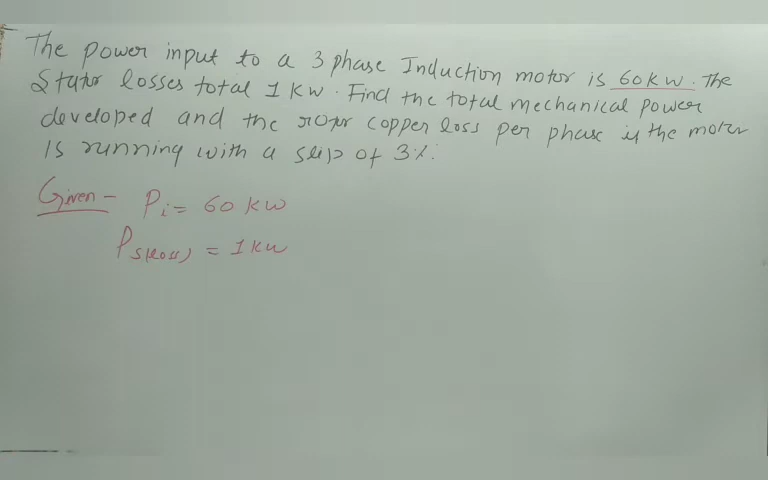 The power input to a 3 phase Induction motor is 60 kw. The
Stator losses total 1 kw. Find the total mechanical power
developed and the rotor copper loss per phase if the motor
is running with a slip of 3%.
Given - Pi = 60 kw
Ps(loss) = 1 kw